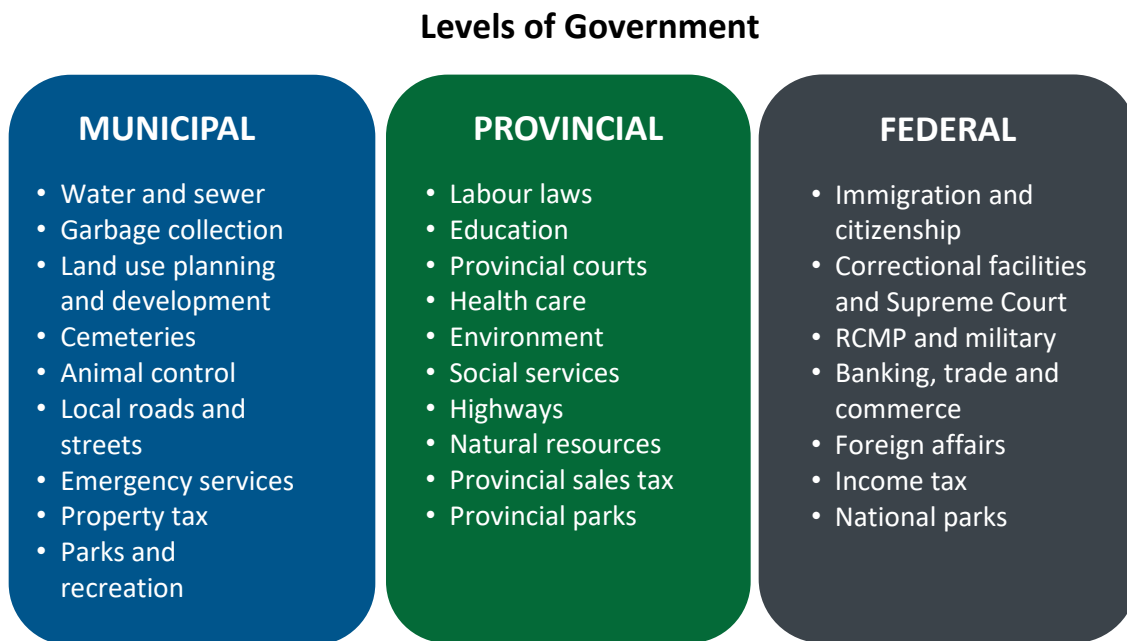 Levels of Government
MUNICIPAL
• Water and sewer
• Garbage collection
• Land use planning
and development
• Cemeteries
• Animal control
• Local roads and
streets
• Emergency services
• Property tax
• Parks and
recreation
PROVINCIAL
• Labour laws
• Education
• Provincial courts
• Health care
• Environment
• Social services
• Highways
• Natural resources
• Provincial sales tax
• Provincial parks
FEDERAL
• Immigration and
citizenship
• Correctional facilities
and Supreme Court
• RCMP and military
• Banking, trade and
commerce
• Foreign affairs
• Income tax
• National parks